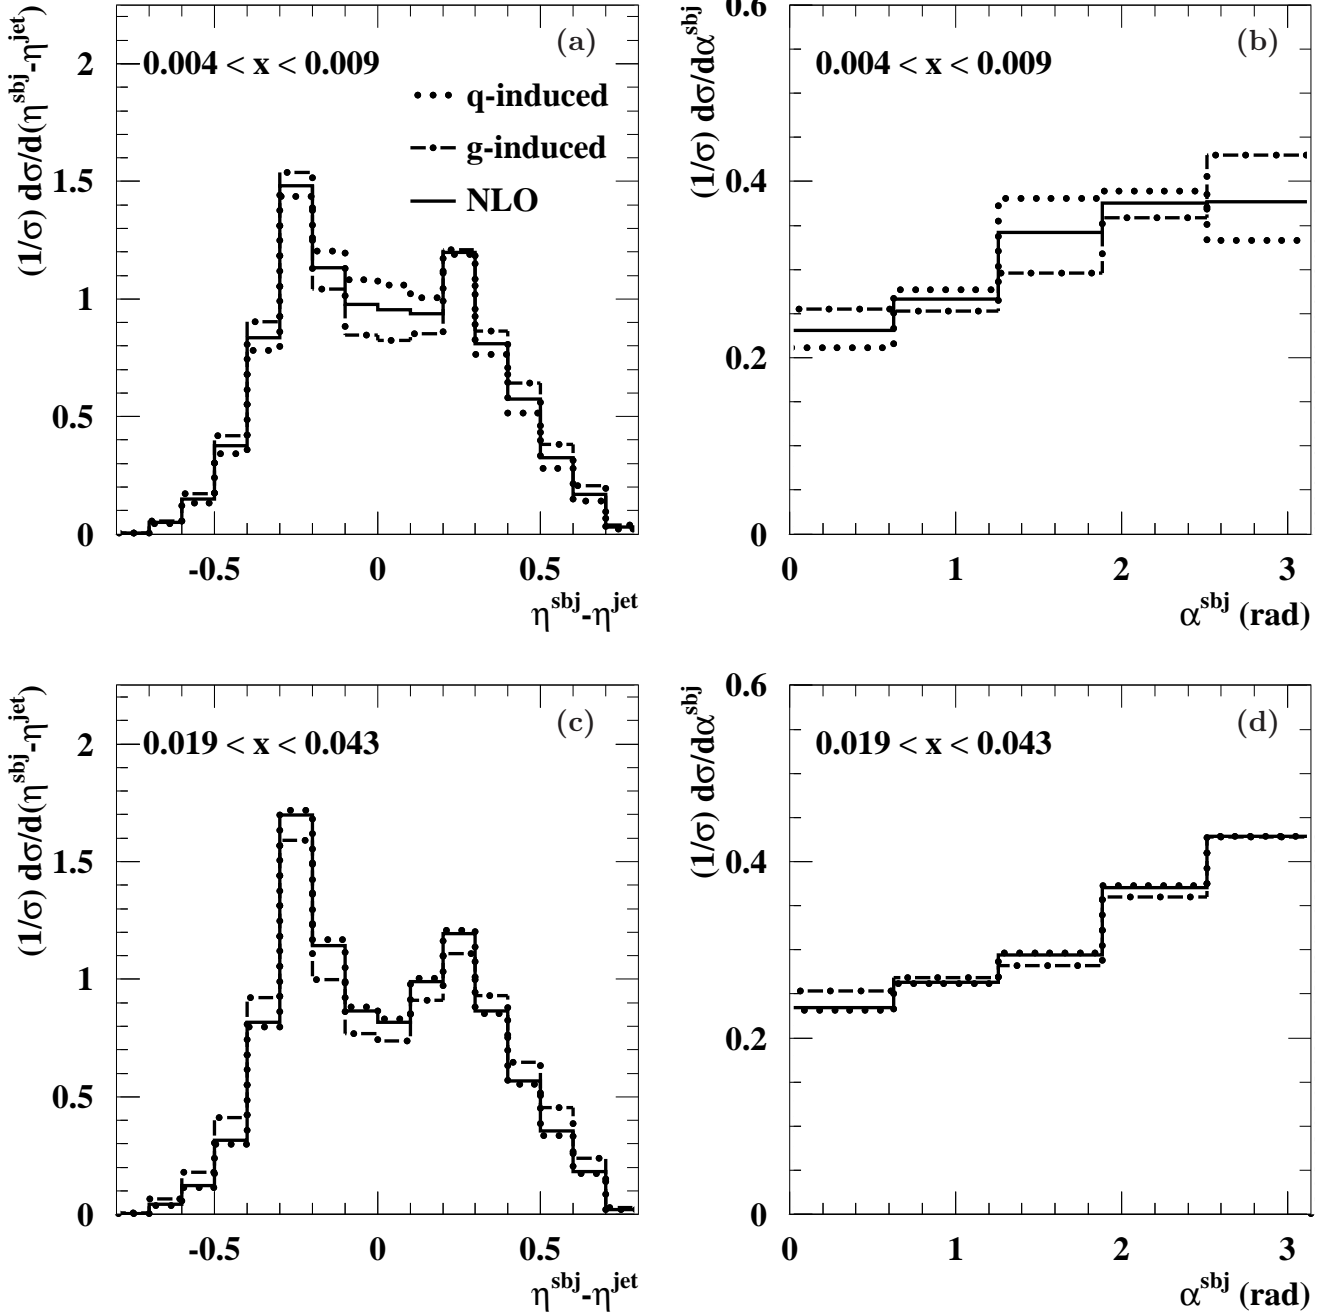 (a)
0.004 < x < 0.009
q-induced
g-induced
NLO
(1/σ) dσ/d(η^sbj-η^jet)
2
1.5
1
0.5
0
-0.5 0 0.5
η^sbj-η^jet
(b)
0.004 < x < 0.009
(1/σ) dσ/dα^sbj
0.6
0.4
0.2
0
0 1 2 3
α^sbj (rad)
(c)
0.019 < x < 0.043
(1/σ) dσ/d(η^sbj-η^jet)
2
1.5
1
0.5
0
-0.5 0 0.5
η^sbj-η^jet
(d)
0.019 < x < 0.043
(1/σ) dσ/dα^sbj
0.6
0.4
0.2
0
0 1 2 3
α^sbj (rad)